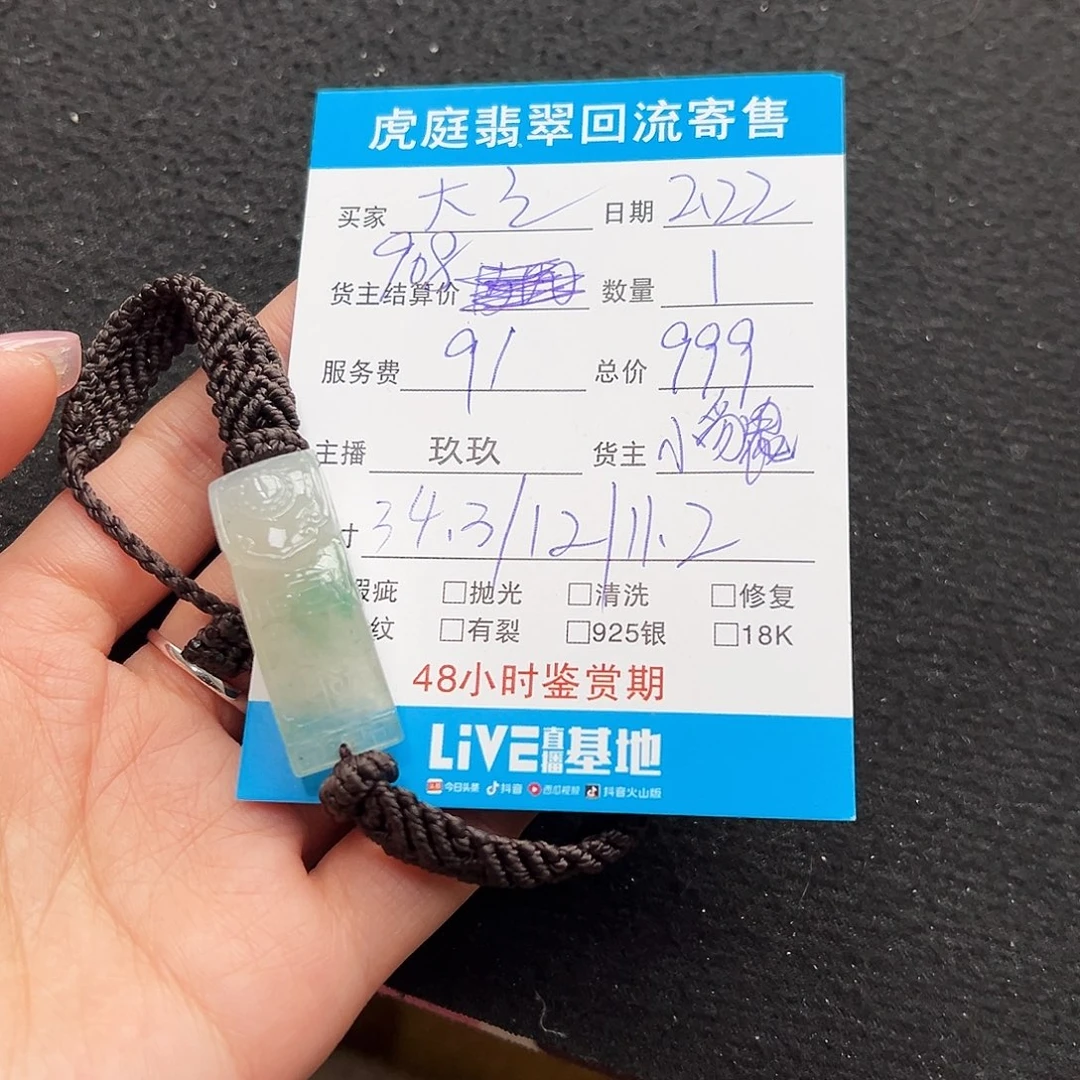 虎庭翡翠回流寄售
买家 大 日期 2.22
908
货主结算价 数量 1
服务费 91 总价 999
主播 玖玖 货主 小
寸 34.3/12/11.2
瑕疵 □抛光 □清洗 □修复
纹 □有裂 □925银 □18K
48小时鉴赏期
LiVE直播基地
头条 今日头条 抖音 西瓜视频 抖音火山版